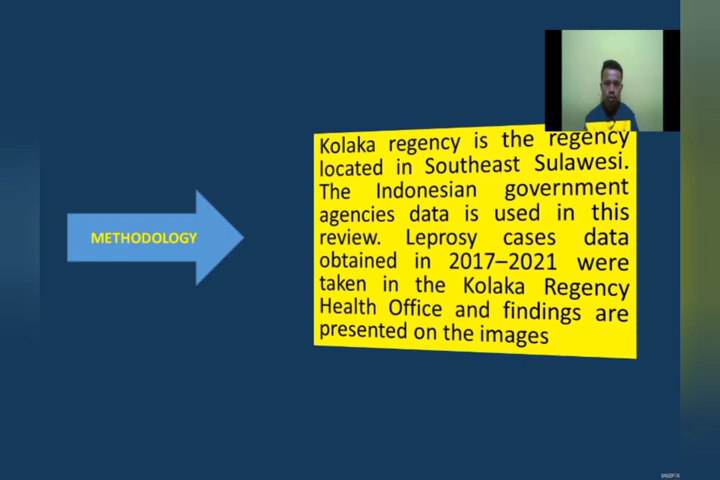 METHODOLOGY
Kolaka regency is the regency
located in Southeast Sulawesi.
The Indonesian government
agencies data is used in this
review. Leprosy cases data
obtained in 2017–2021 were
taken in the Kolaka Regency
Health Office and findings are
presented on the images